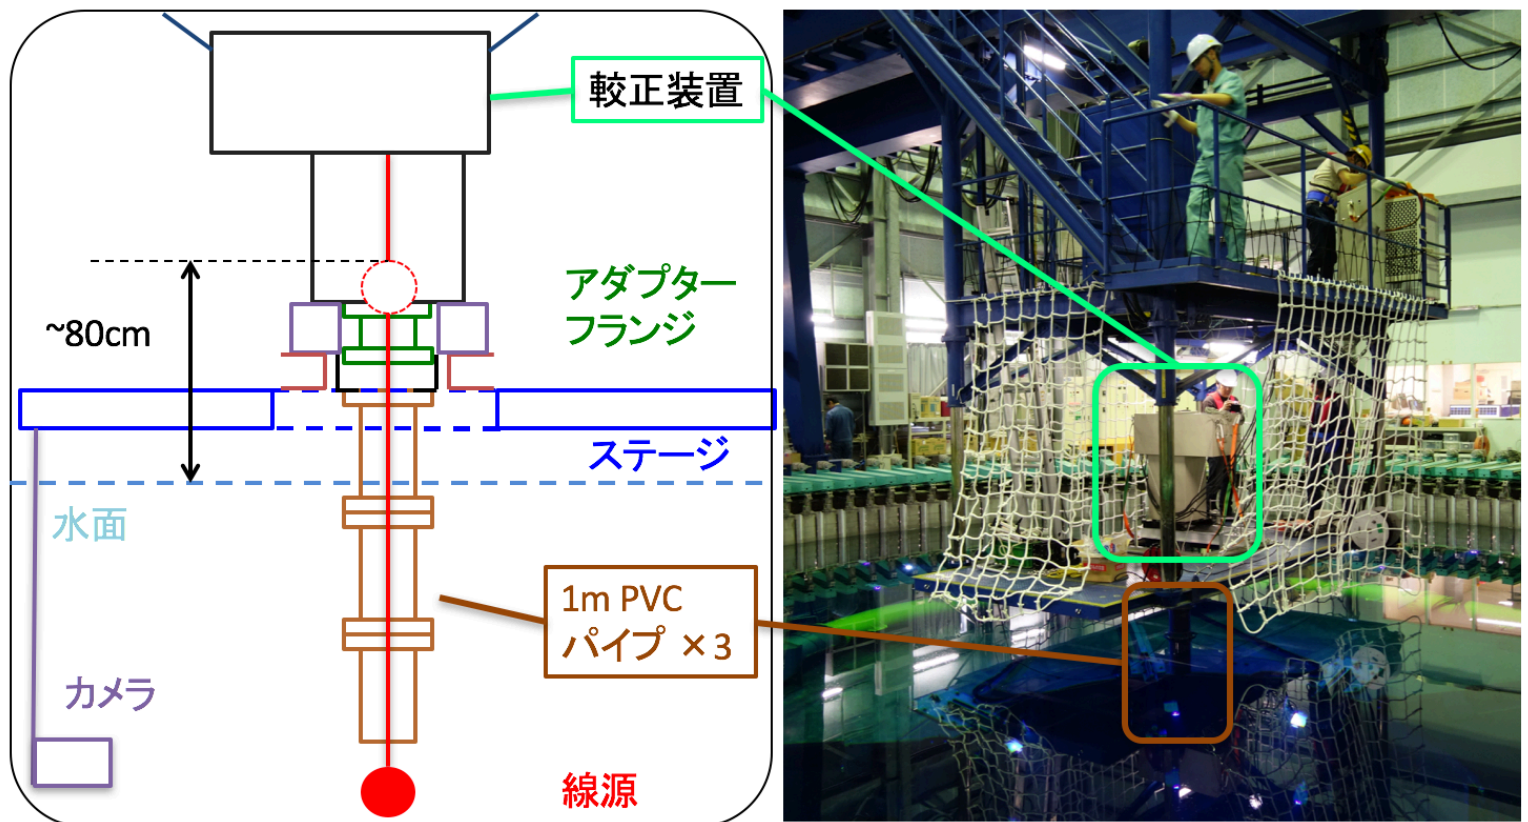 較正装置
アダプター
フランジ
~80cm
ステージ
水面
1m PVC
パイプ ×3
カメラ
線源